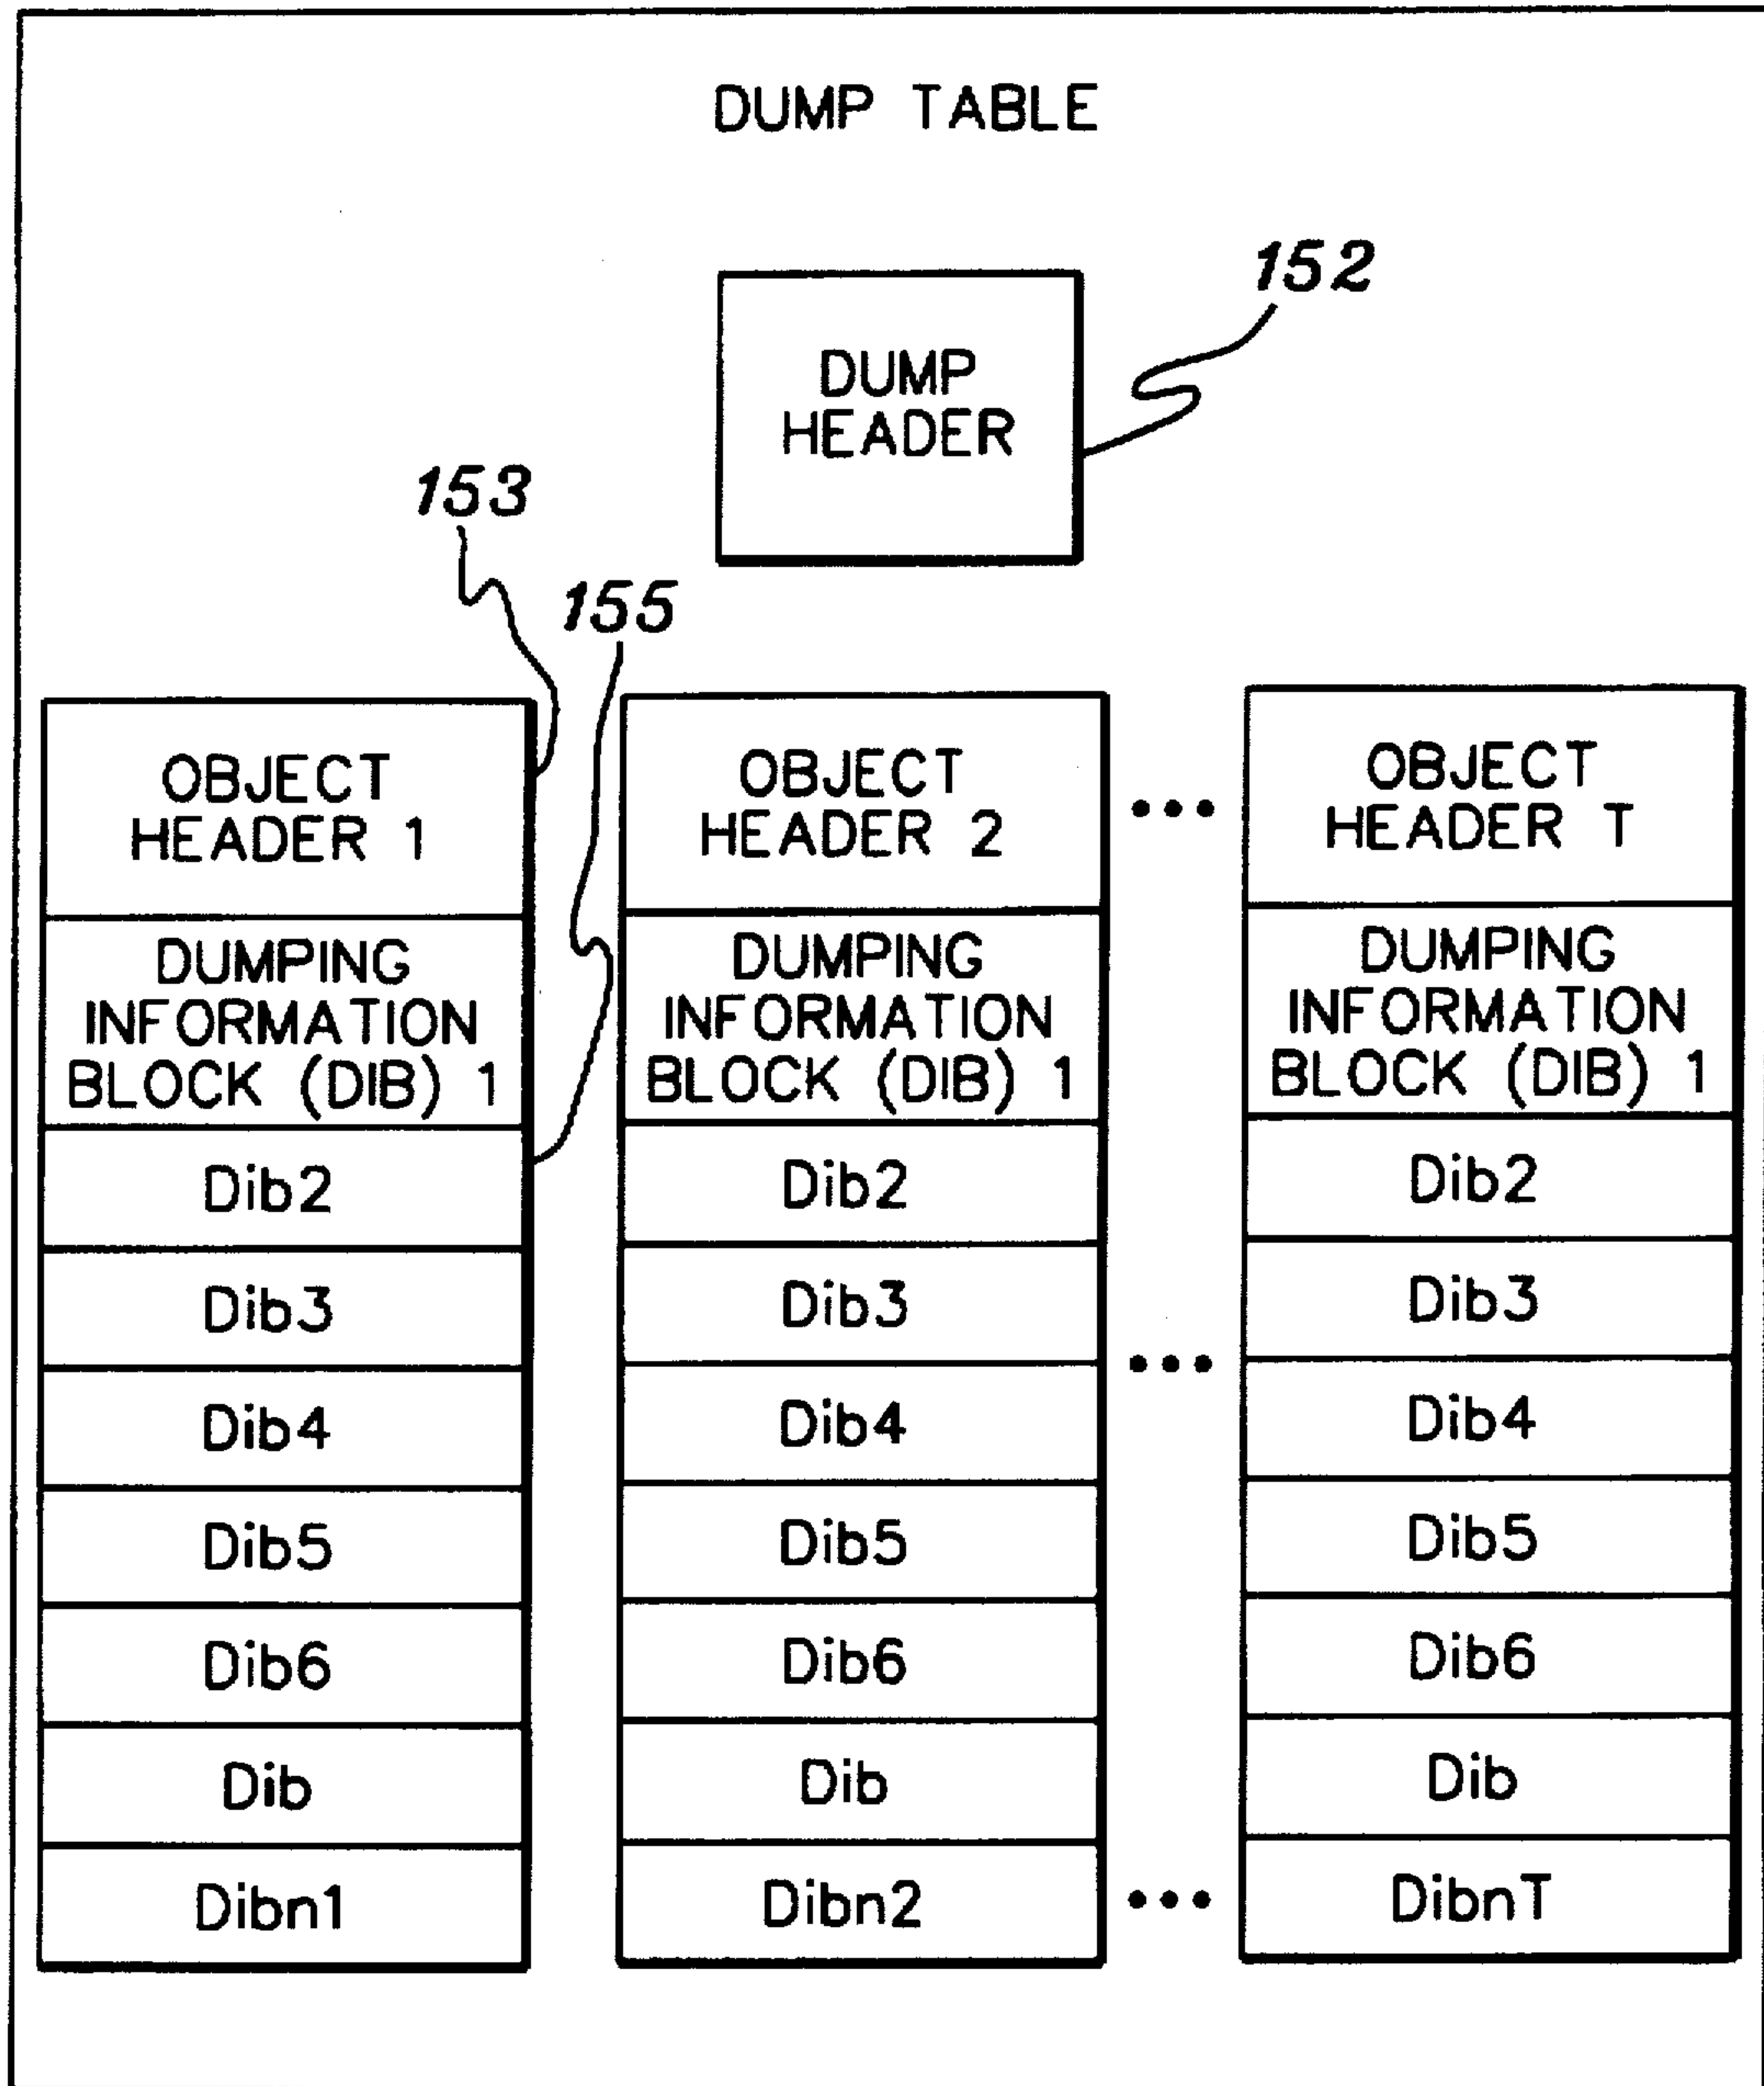 DUMP TABLE
152
DUMP
HEADER
153
155
OBJECT
HEADER 1
DUMPING
INFORMATION
BLOCK (DIB) 1
Dib2
Dib3
Dib4
Dib5
Dib6
Dib
Dibn1
OBJECT
HEADER 2
DUMPING
INFORMATION
BLOCK (DIB) 1
Dib2
Dib3
Dib4
Dib5
Dib6
Dib
Dibn2
•••
•••
•••
OBJECT
HEADER T
DUMPING
INFORMATION
BLOCK (DIB) 1
Dib2
Dib3
Dib4
Dib5
Dib6
Dib
DibnT